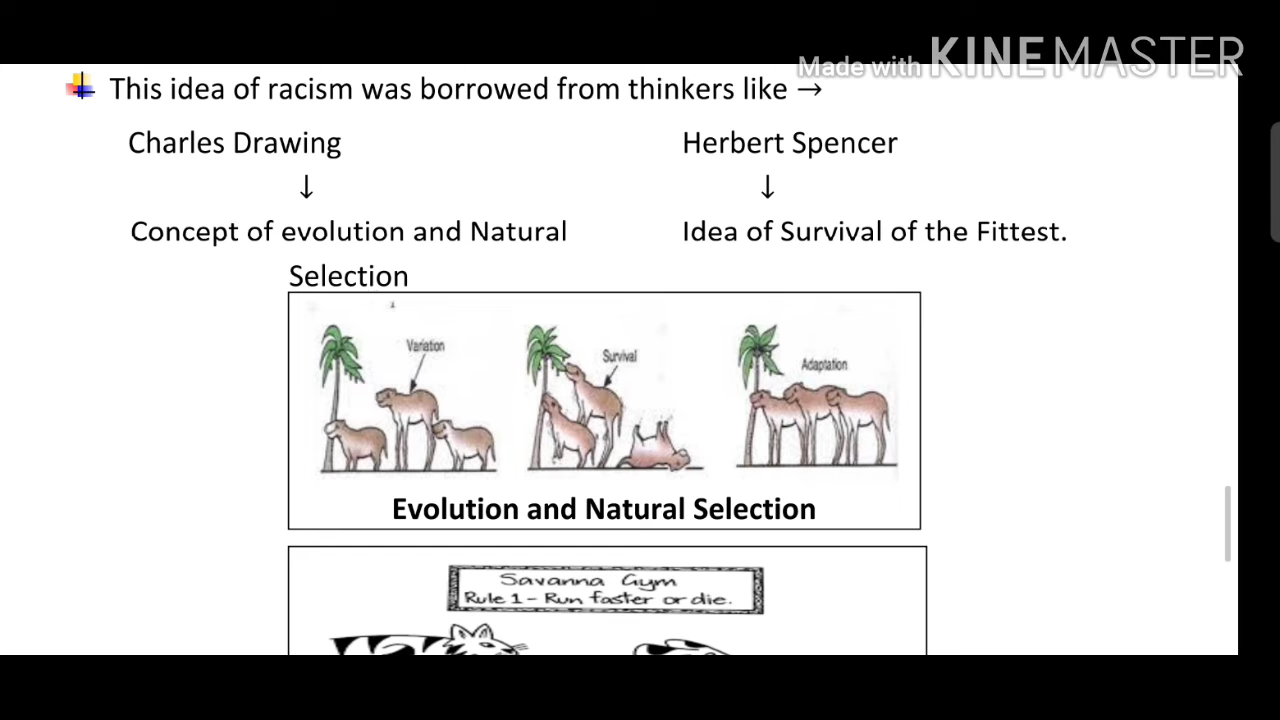 Made with KINEMASTER
This idea of racism was borrowed from thinkers like →
Charles Drawing Herbert Spencer
↓ ↓
Concept of evolution and Natural Idea of Survival of the Fittest.
Selection
Variation Survival Adaptation
Evolution and Natural Selection
Savanna Gym
Rule 1 - Run faster or die.